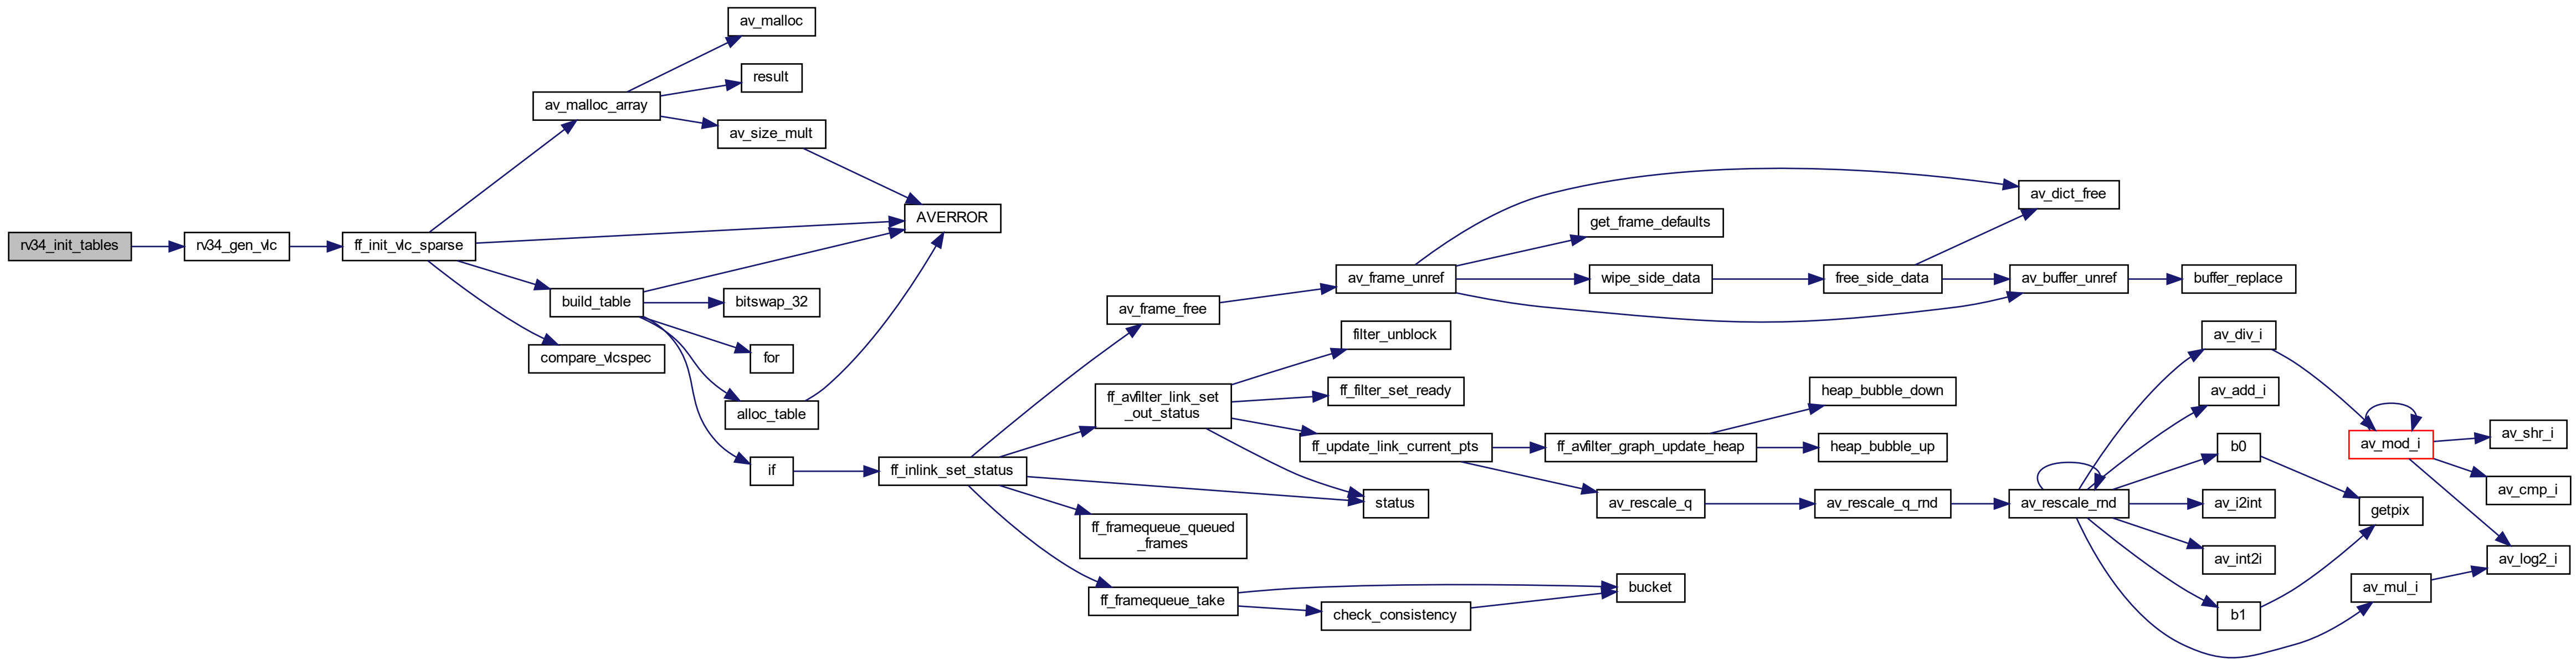 av_malloc
result
av_malloc_array
av_size_mult
AVERROR
rv34_init_tables
rv34_gen_vlc
ff_init_vlc_sparse
build_table
bitswap_32
compare_vlcspec
for
alloc_table
if
ff_inlink_set_status
av_frame_free
av_frame_unref
get_frame_defaults
wipe_side_data
free_side_data
av_dict_free
av_buffer_unref
buffer_replace
filter_unblock
ff_avfilter_link_set
_out_status
ff_filter_set_ready
ff_update_link_current_pts
status
ff_framequeue_queued
_frames
ff_framequeue_take
check_consistency
bucket
heap_bubble_down
ff_avfilter_graph_update_heap
heap_bubble_up
av_rescale_q
av_rescale_q_rnd
av_rescale_rnd
av_div_i
av_add_i
b0
av_i2int
av_int2i
b1
av_mod_i
getpix
av_mul_i
av_shr_i
av_cmp_i
av_log2_i